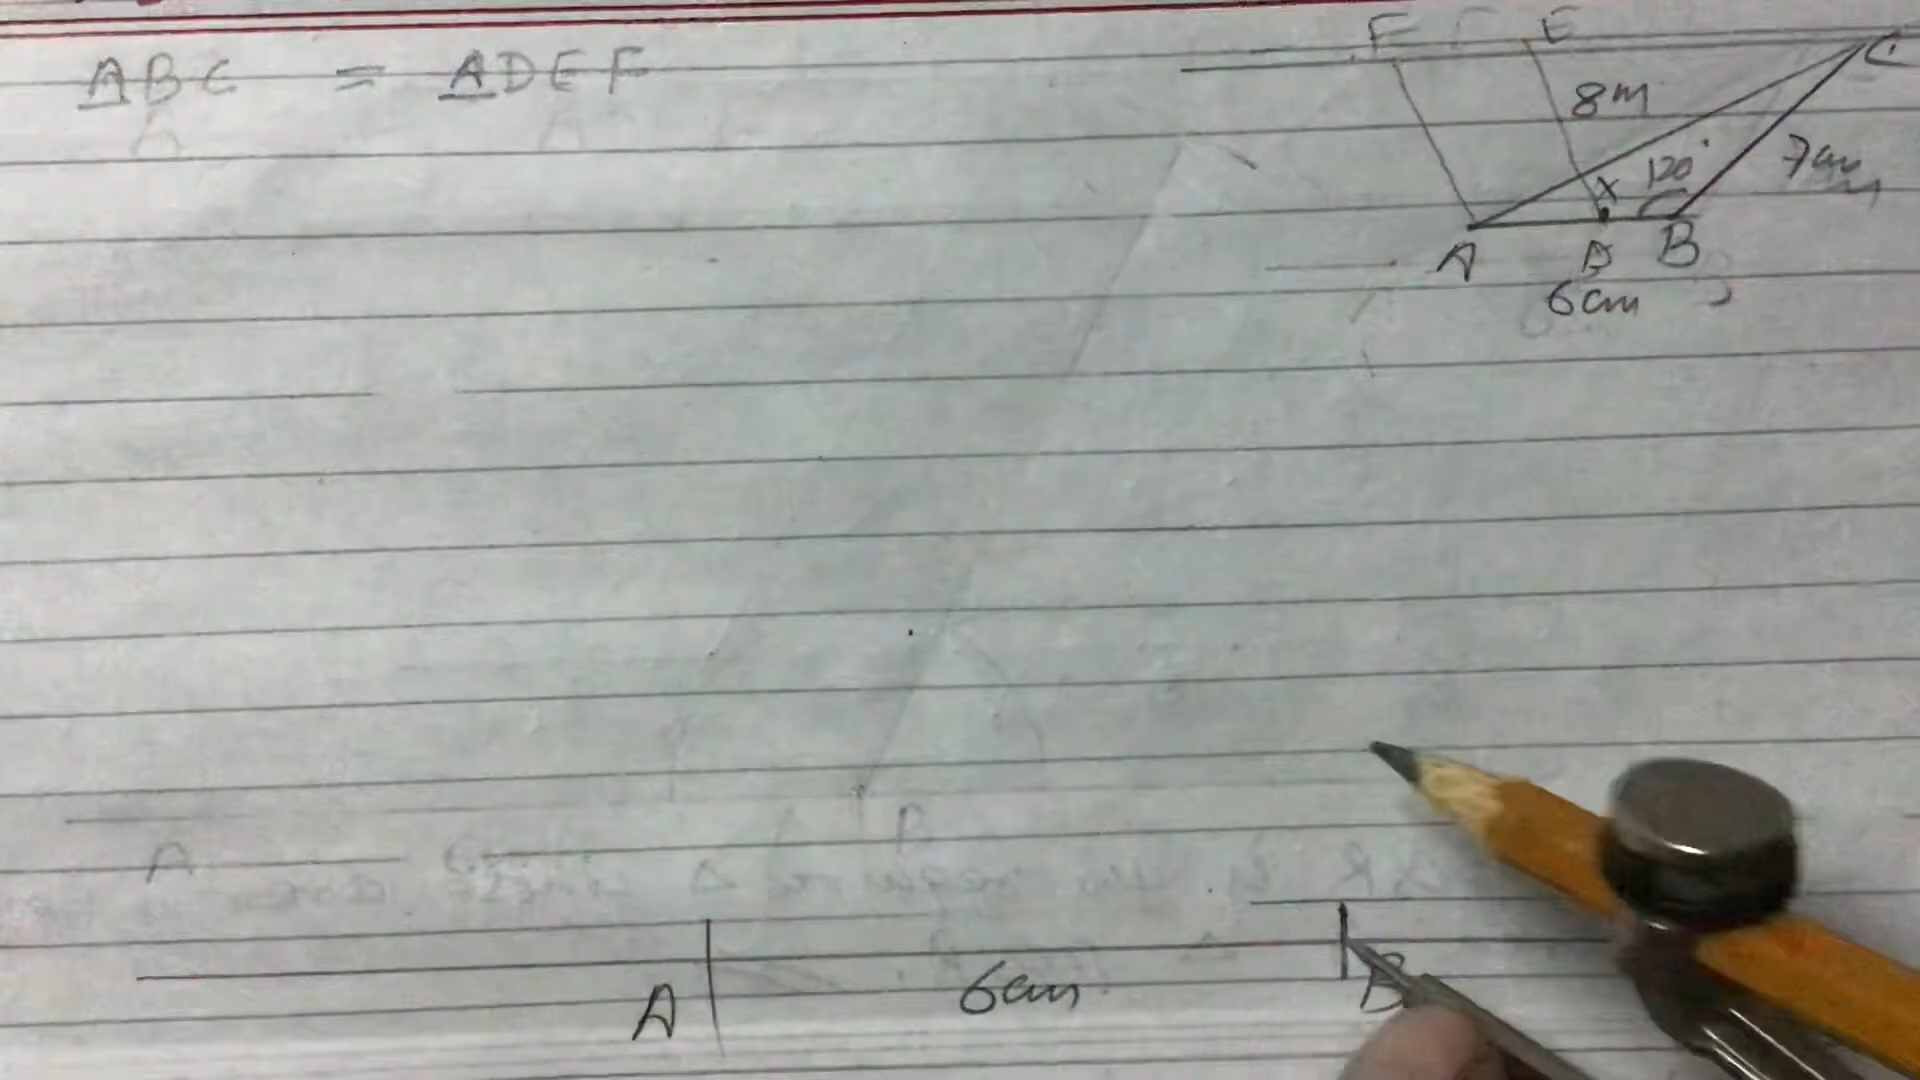 ABC = ADEF
F E C
8m
120° 7cm
x
A D B
6cm
A 6cm B